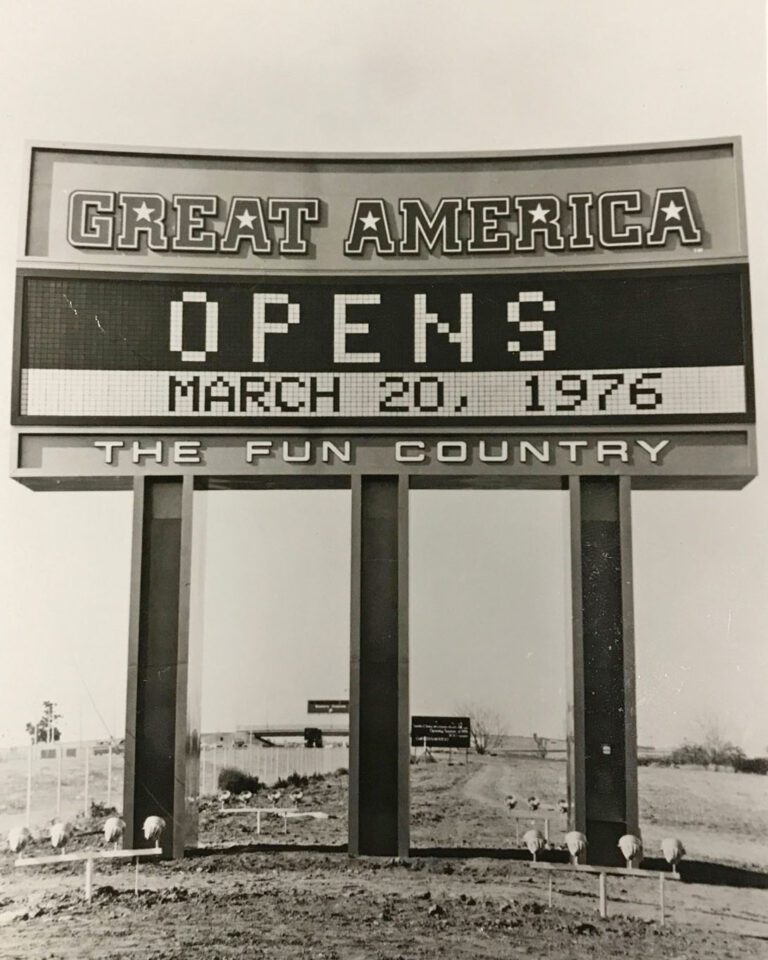 GREAT AMERICA
OPENS
MARCH 20, 1976
THE FUN COUNTRY